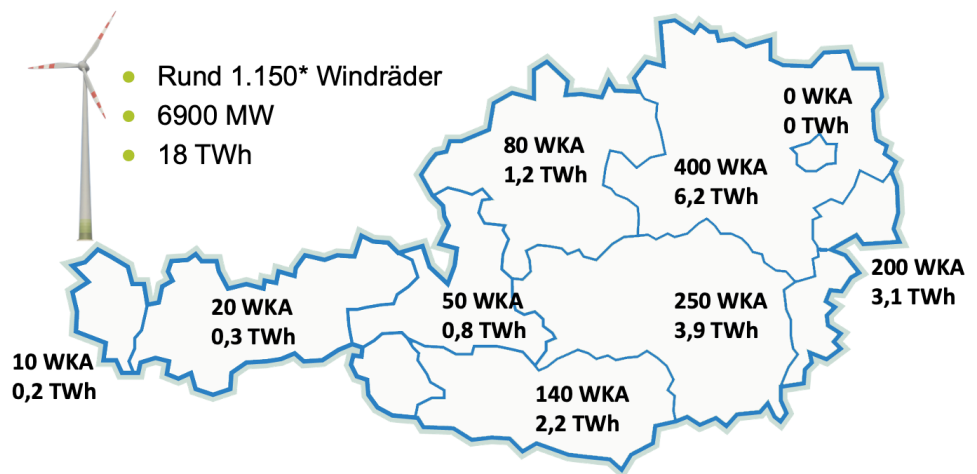 Rund 1.150* Windräder
6900 MW
18 TWh
0 WKA
0 TWh
80 WKA
1,2 TWh
400 WKA
6,2 TWh
200 WKA
3,1 TWh
20 WKA
0,3 TWh
50 WKA
0,8 TWh
250 WKA
3,9 TWh
10 WKA
0,2 TWh
140 WKA
2,2 TWh